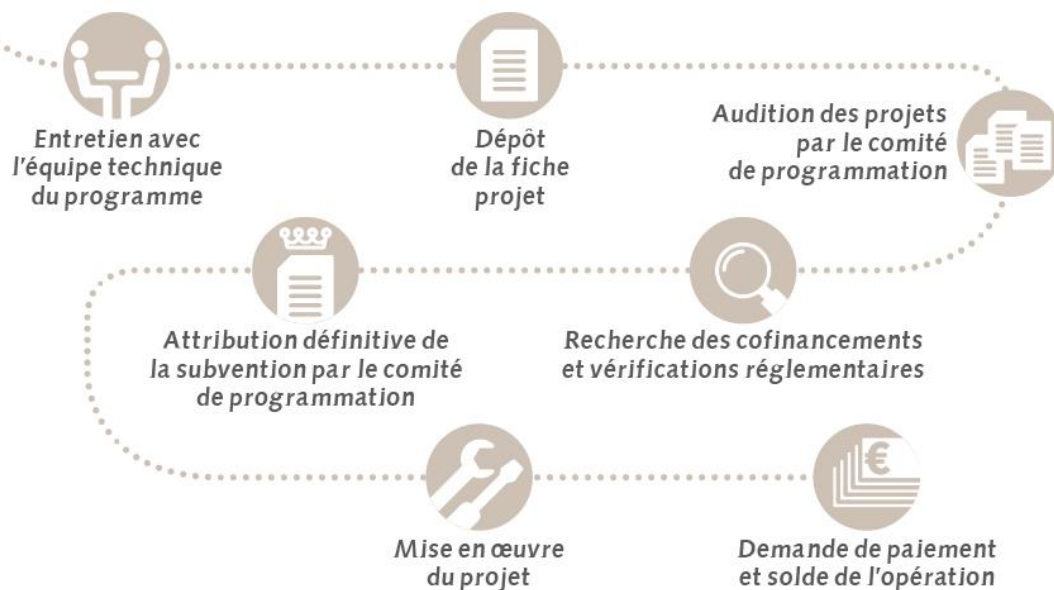 Entretien avec
l'équipe technique
du programme
Dépôt
de la fiche
projet
Audition des projets
par le comité
de programmation
Recherche des cofinancements
et vérifications réglementaires
Attribution définitive de
la subvention par le comité
de programmation
Mise en œuvre
du projet
€
Demande de paiement
et solde de l'opération